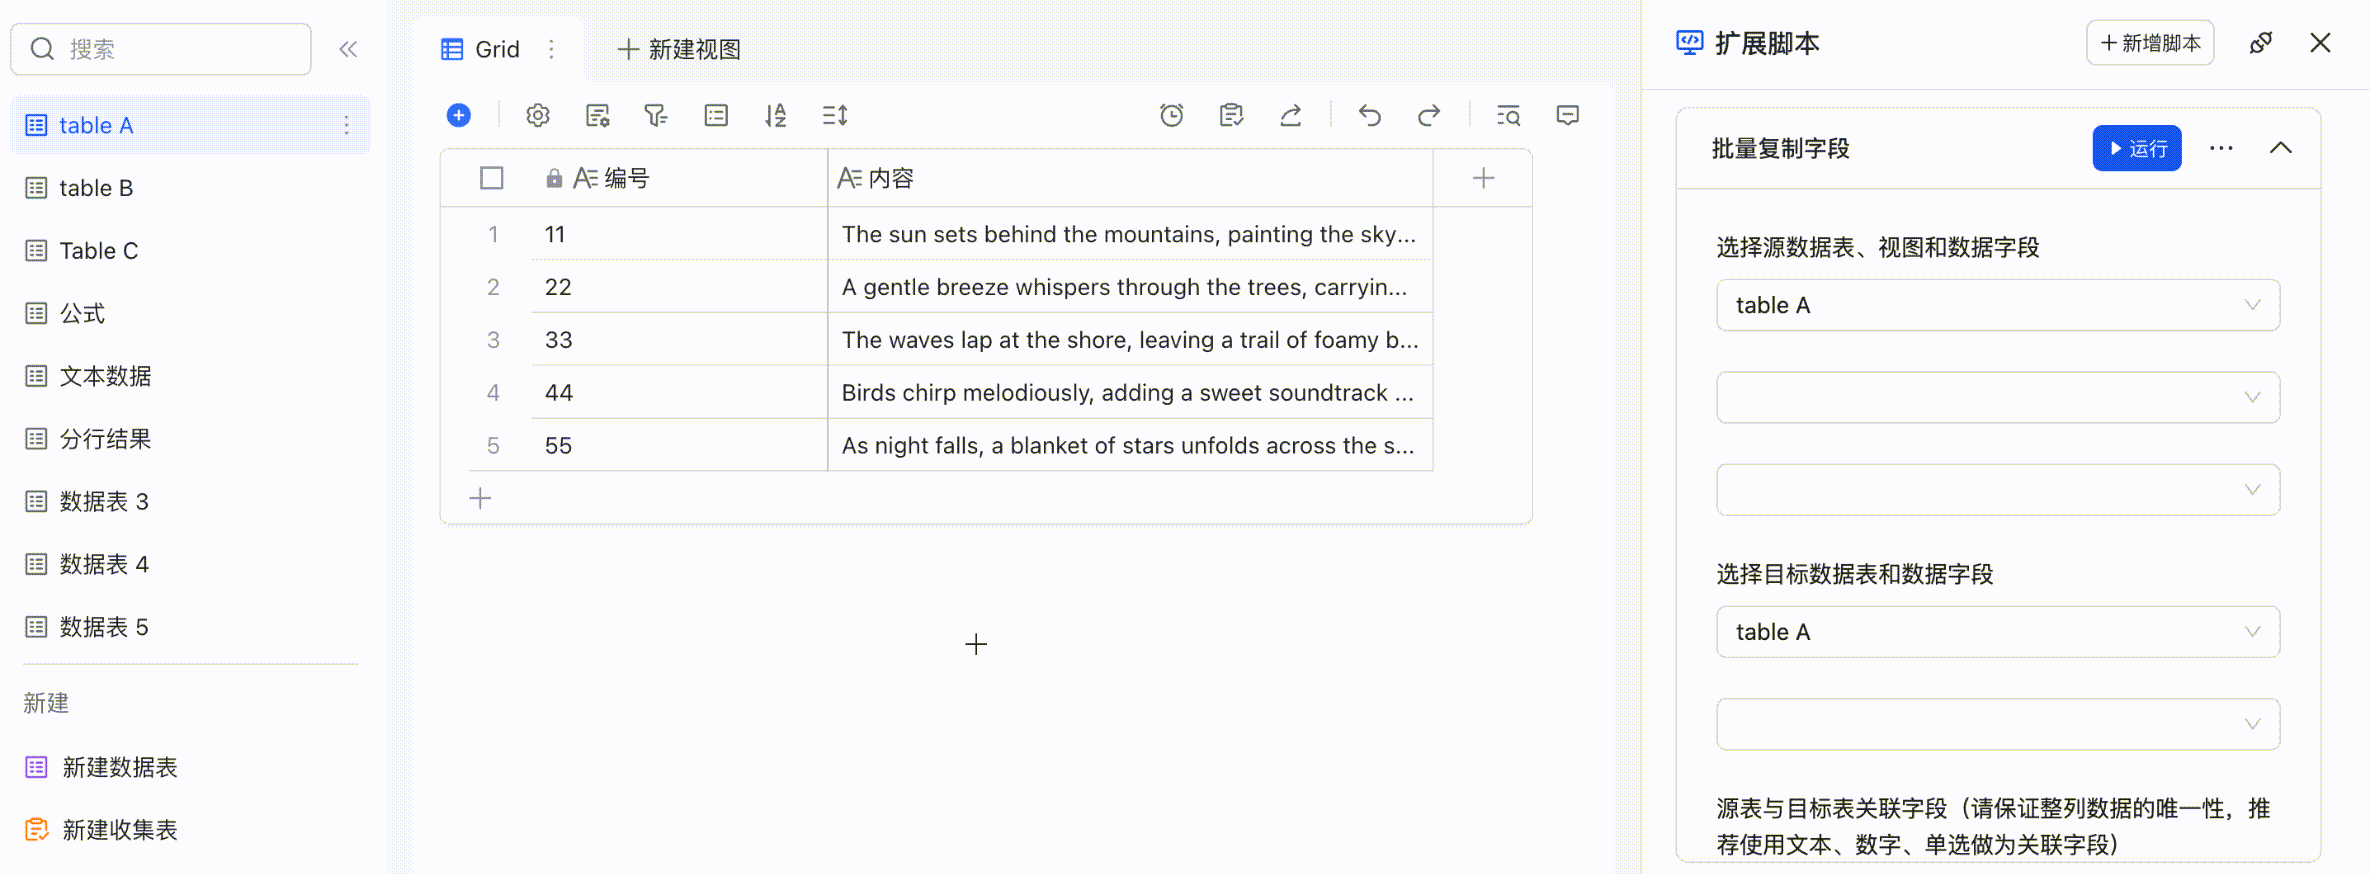 搜索
table A
table B
Table C
公式
文本数据
分行结果
数据表 3
数据表 4
数据表 5
新建
新建数据表
新建收集表
Grid
新建视图
编号
内容
1
11
The sun sets behind the mountains, painting the sky...
2
22
A gentle breeze whispers through the trees, carryin...
3
33
The waves lap at the shore, leaving a trail of foamy b...
4
44
Birds chirp melodiously, adding a sweet soundtrack ...
5
55
As night falls, a blanket of stars unfolds across the s...
扩展脚本
新增脚本
批量复制字段
运行
选择源数据表、视图和数据字段
table A
选择目标数据表和数据字段
table A
源表与目标表关联字段（请保证整列数据的唯一性，推
荐使用文本、数字、单选做为关联字段）